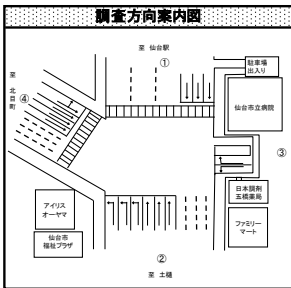 調査方向案内図
至 仙台駅
①
駐車場
出入り
至
北
目
町
④
仙台市立病院
③
日本調剤
五橋薬局
アイリス
オーヤマ
ファミリー
マート
仙台市
福祉プラザ
②
至 土樋